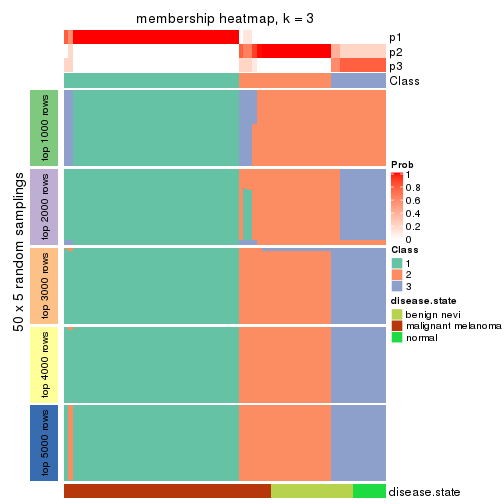 membership heatmap, k = 3
p1
p2
p3
Class
50 x 5 random samplings
top 1000 rows
top 2000 rows
top 3000 rows
top 4000 rows
top 5000 rows
Prob
1
0.8
0.6
0.4
0.2
0
Class
1
2
3
disease.state
benign nevi
malignant melanoma
normal
disease.state